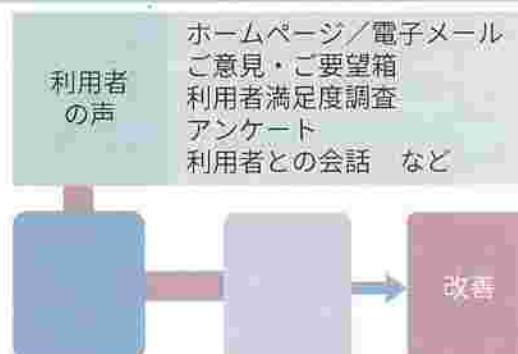 利用者
の声
ホームページ／電子メール
ご意見・ご要望箱
利用者満足度調査
アンケート
利用者との会話　など
改善